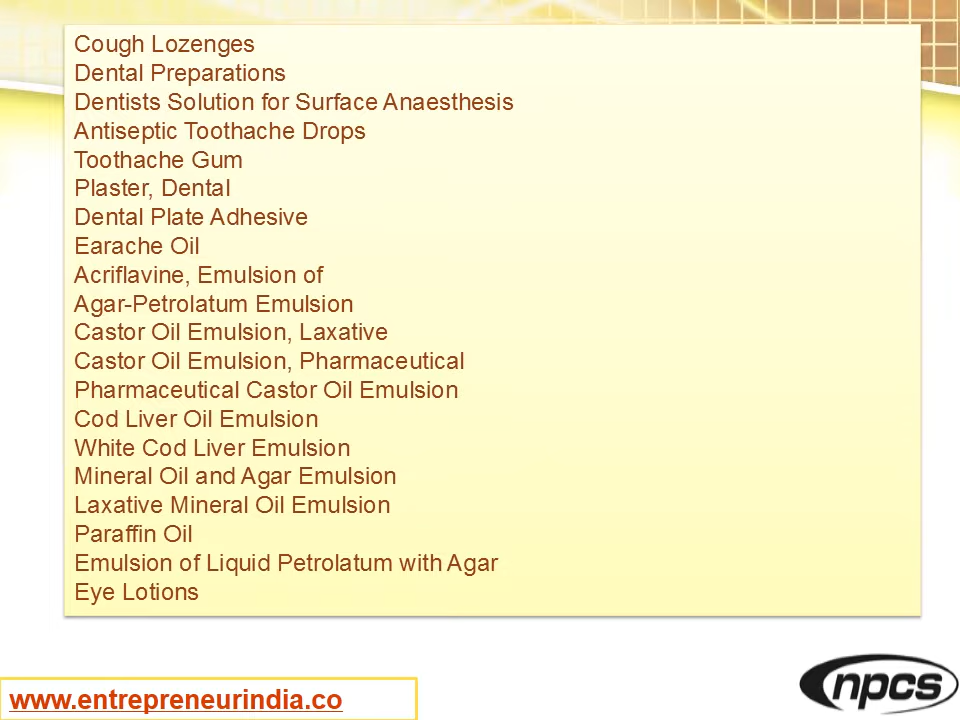 Cough Lozenges
Dental Preparations
Dentists Solution for Surface Anaesthesis
Antiseptic Toothache Drops
Toothache Gum
Plaster, Dental
Dental Plate Adhesive
Earache Oil
Acriflavine, Emulsion of
Agar-Petrolatum Emulsion
Castor Oil Emulsion, Laxative
Castor Oil Emulsion, Pharmaceutical
Pharmaceutical Castor Oil Emulsion
Cod Liver Oil Emulsion
White Cod Liver Emulsion
Mineral Oil and Agar Emulsion
Laxative Mineral Oil Emulsion
Paraffin Oil
Emulsion of Liquid Petrolatum with Agar
Eye Lotions
www.entrepreneurindia.co
npcs